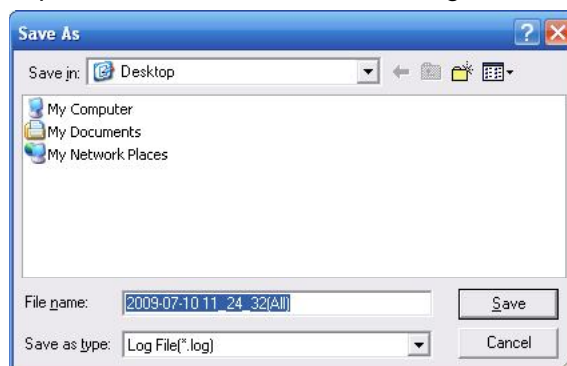 Save As
Save in: Desktop
My Computer
My Documents
My Network Places
File name: 2009-07-10 11_24_32(All)
Save
Save as type: Log File(*.log)
Cancel